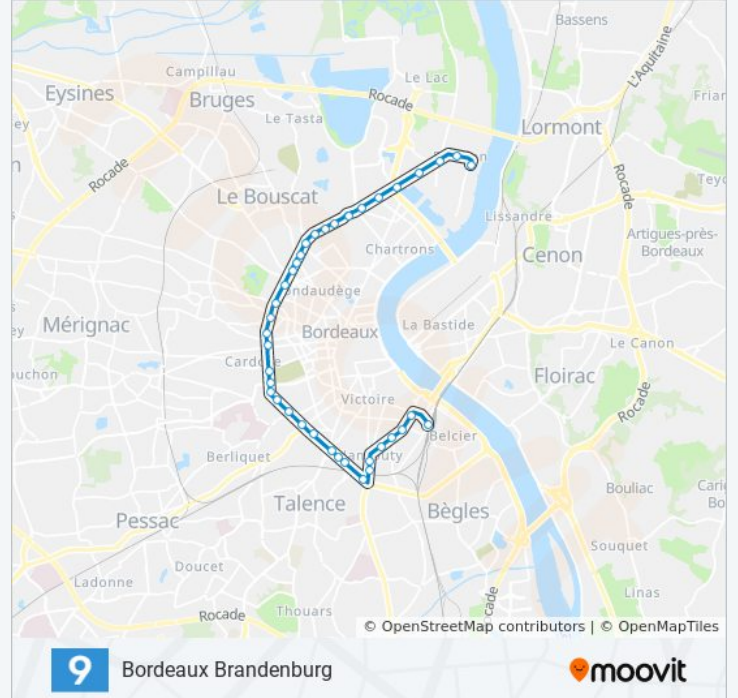 Bassens
Campillau
Le Lac
L'Aquitaine
Eysines
Bruges
Rocade
Le Tasta
Lormont
Rocade
Rocade
Le Bouscat
Lissandre
Artigues-près-
Bordeaux
Chartrons
Cenon
Mérignac
Bordeaux
La Bastide
Le Canon
Floirac
Victoire
Rocade
Belcier
Berliquet
Talence
Bouliac
Bègles
Pessac
Souquet
Doucet
Ladonne
Linas
Thouars
Rocade
© OpenStreetMap contributors | © OpenMapTiles
9 Bordeaux Brandenburg
moovit